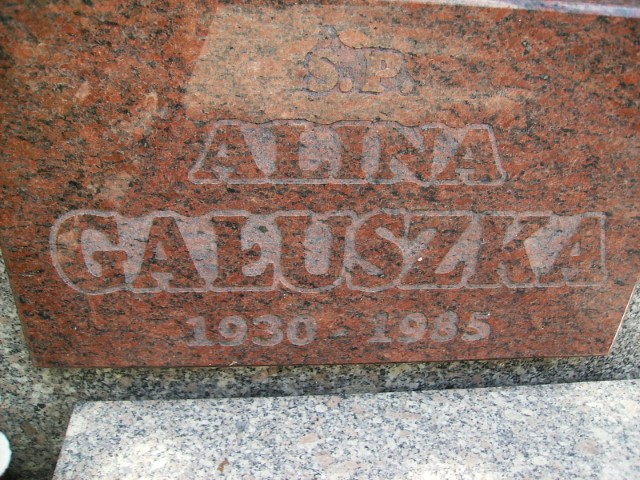 Ś.P.
ALINA
GAŁUSZKA
1930 - 1985